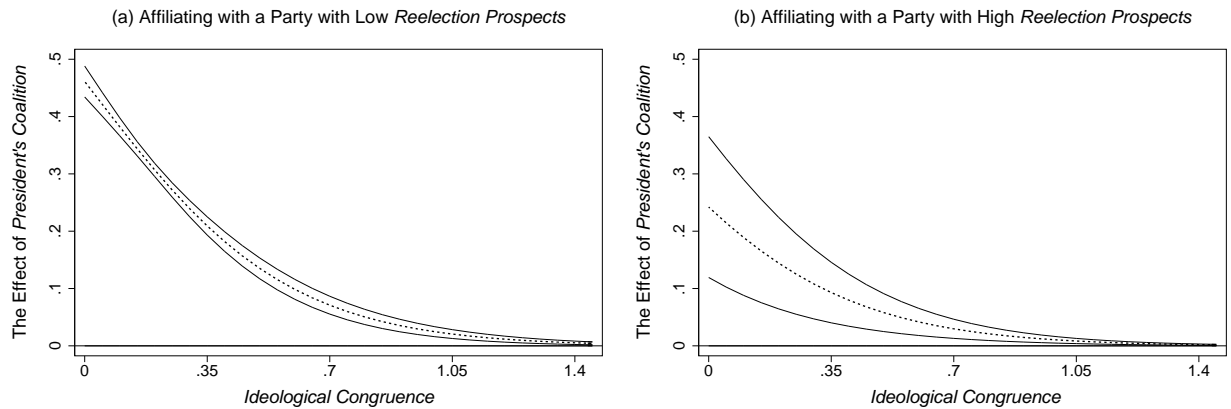 (a) Affiliating with a Party with Low Reelection Prospects
The Effect of President's Coalition
.5
.4
.3
.2
.1
0
0 .35 .7 1.05 1.4
Ideological Congruence
(b) Affiliating with a Party with High Reelection Prospects
The Effect of President's Coalition
.5
.4
.3
.2
.1
0
0 .35 .7 1.05 1.4
Ideological Congruence